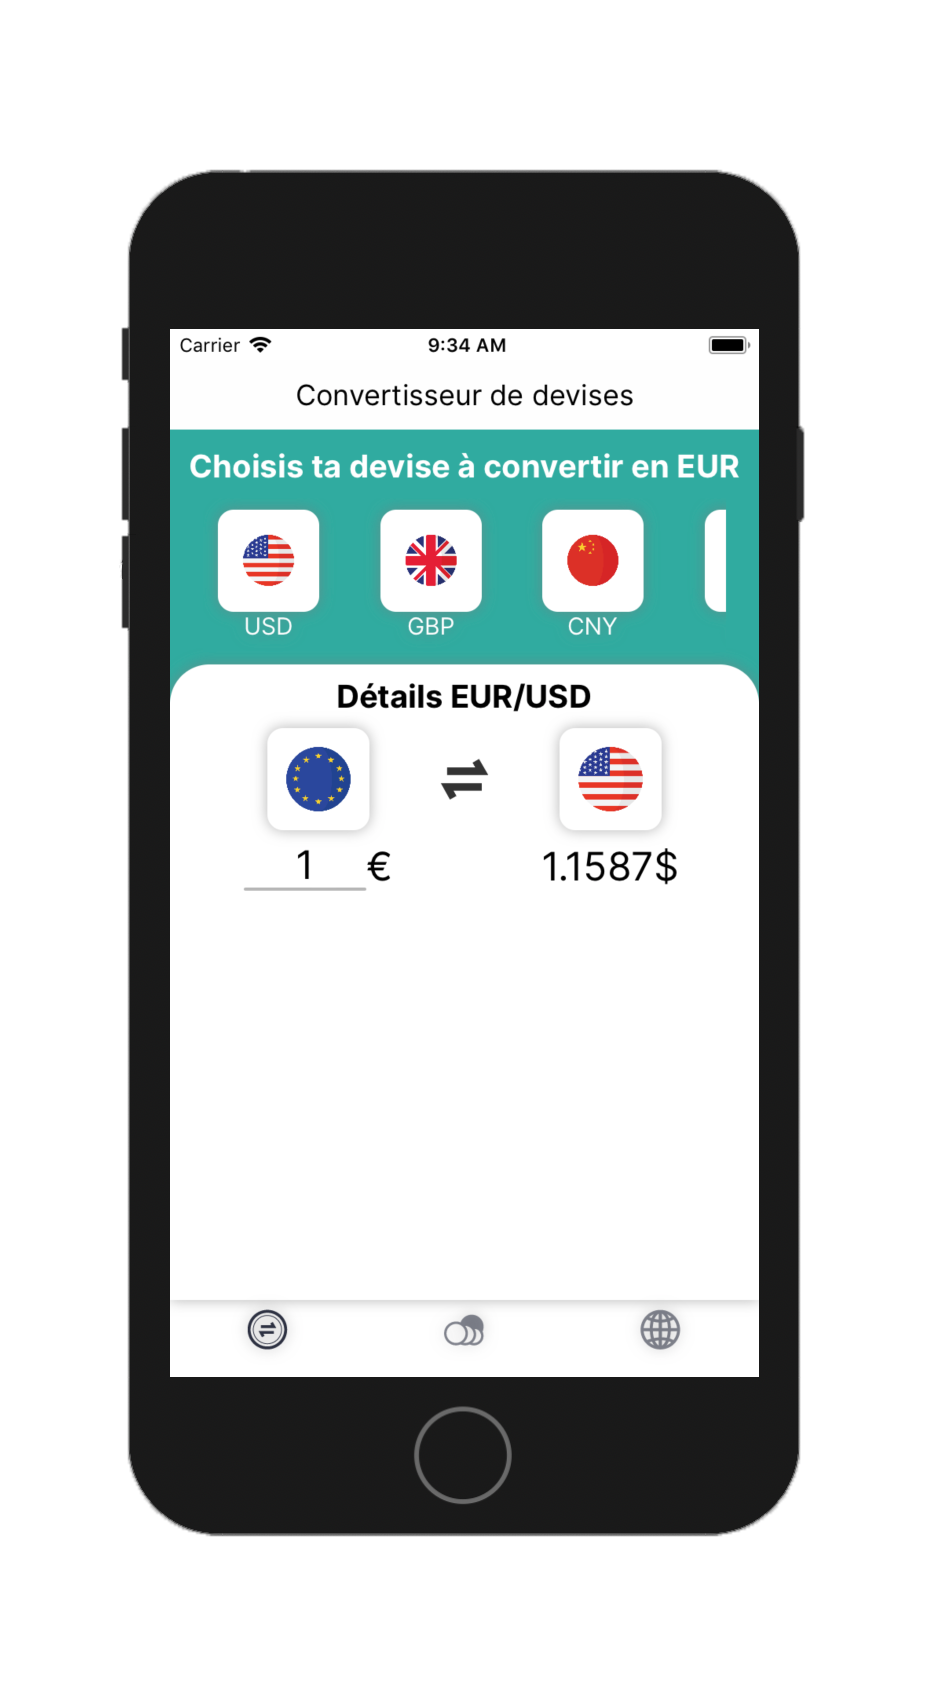 Carrier 9:34 AM
Convertisseur de devises
Choisis ta devise à convertir en EUR
USD GBP CNY
Détails EUR/USD
1 € 1.1587$